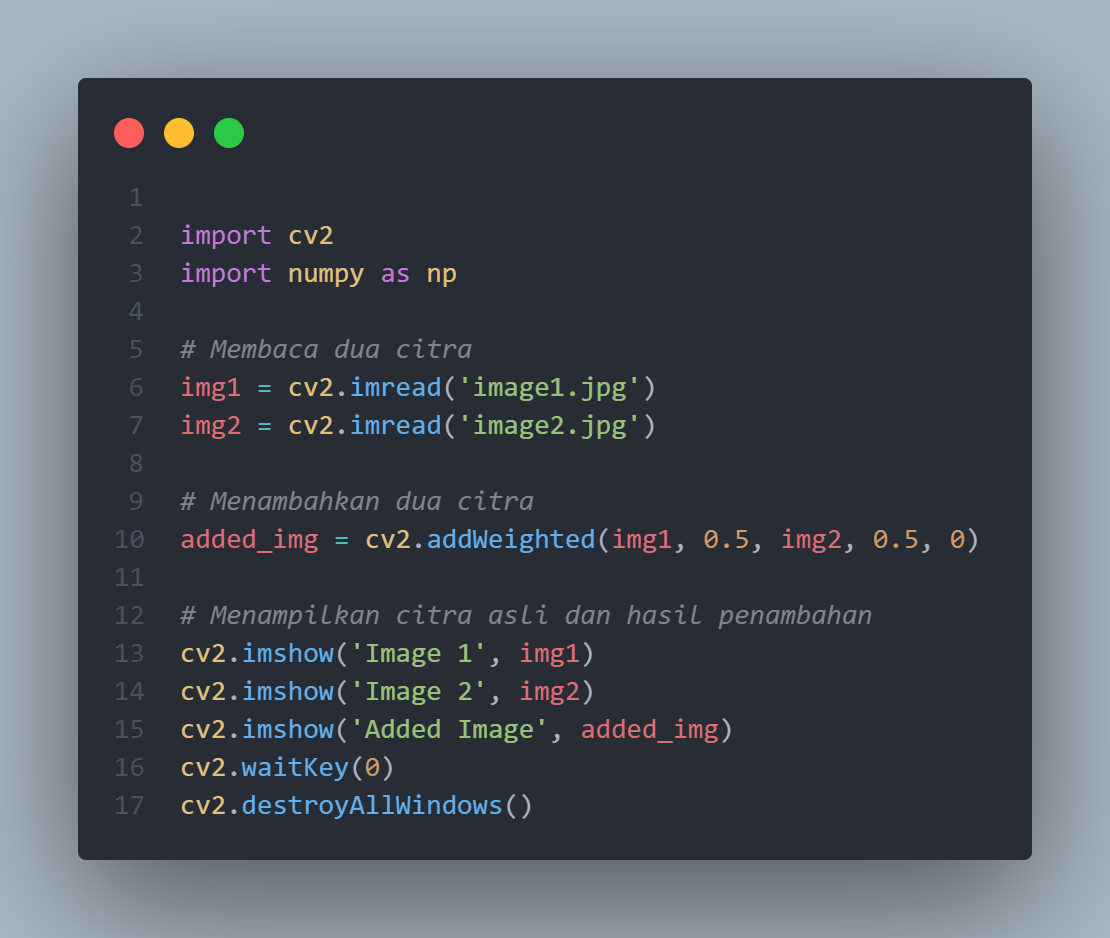 1
2 import cv2
3 import numpy as np
4
5 # Membaca dua citra
6 img1 = cv2.imread('image1.jpg')
7 img2 = cv2.imread('image2.jpg')
8
9 # Menambahkan dua citra
10 added_img = cv2.addWeighted(img1, 0.5, img2, 0.5, 0)
11
12 # Menampilkan citra asli dan hasil penambahan
13 cv2.imshow('Image 1', img1)
14 cv2.imshow('Image 2', img2)
15 cv2.imshow('Added Image', added_img)
16 cv2.waitKey(0)
17 cv2.destroyAllWindows()